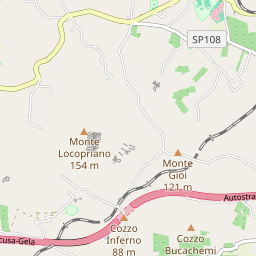 SP108
Monte
Locopriano
154 m
Monte
Gioi
121 m
Autostra
Cozzo
Inferno
88 m
cusa-Gela
Cozzo
Bucachemi